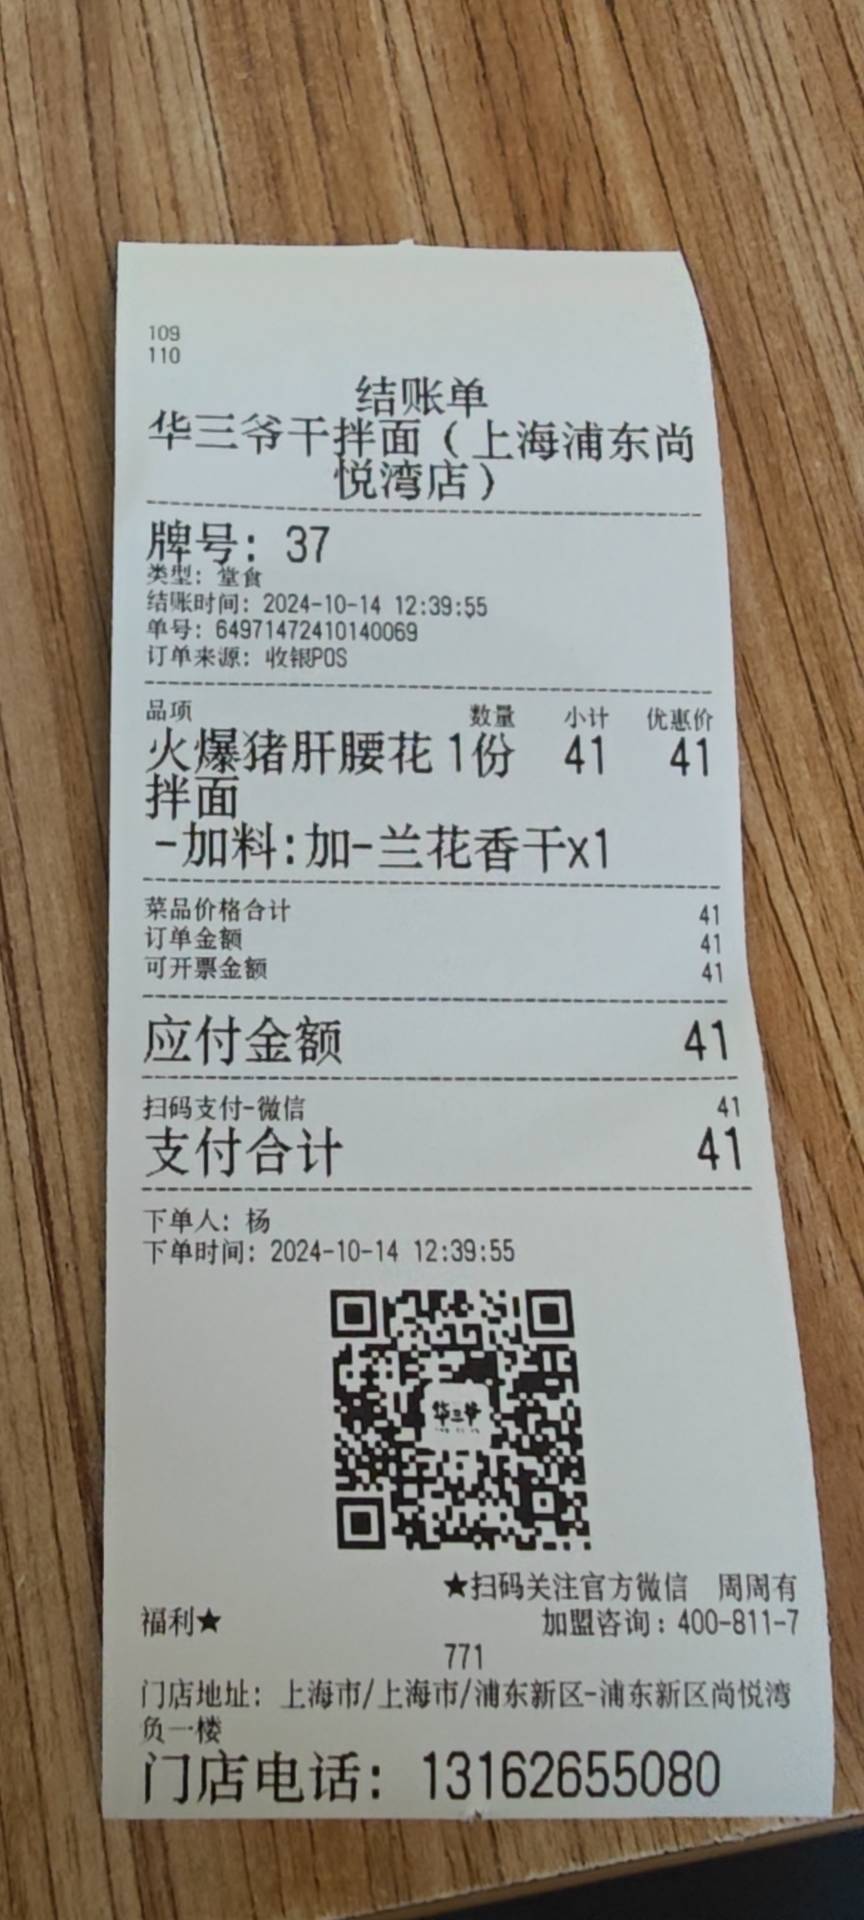 109
110
结账单
华三爷干拌面（上海浦东尚
悦湾店）
牌号：37
类型：堂食
结账时间：2024-10-14 12:39:55
单号：64971472410140069
订单来源：收银POS
品项 数量 小计 优惠价
火爆猪肝腰花 1份 41 41
拌面
-加料:加-兰花香干x1
菜品价格合计 41
订单金额 41
可开票金额 41
应付金额 41
扫码支付-微信 41
支付合计 41
下单人：杨
下单时间：2024-10-14 12:39:55
华三爷
★扫码关注官方微信 周周有
福利★ 加盟咨询：400-811-7
771
门店地址：上海市/上海市/浦东新区-浦东新区尚悦湾
负一楼
门店电话：13162655080